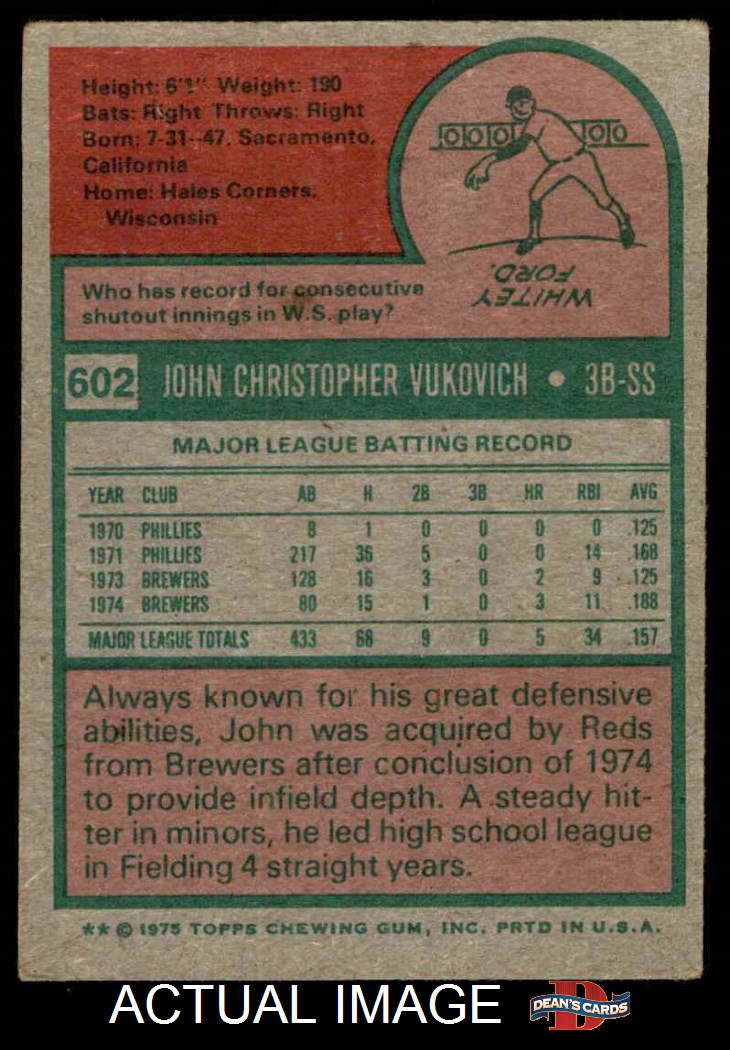 Height: 6'1" Weight: 190
Bats: Right Throws: Right
Born: 7-31--47, Sacramento,
California
Home: Hales Corners,
Wisconsin
Who has record for consecutive
shutout innings in W.S. play?
WHITEY
FORD.
602 JOHN CHRISTOPHER VUKOVICH • 3B-SS
MAJOR LEAGUE BATTING RECORD
YEAR CLUB AB H 2B 3B HR RBI AVG
1970 PHILLIES 8 1 0 0 0 0 .125
1971 PHILLIES 217 36 5 0 0 14 .168
1973 BREWERS 128 16 3 0 2 9 .125
1974 BREWERS 80 15 1 0 3 11 .188
MAJOR LEAGUE TOTALS 433 68 9 0 5 34 .157
Always known for his great defensive
abilities, John was acquired by Reds
from Brewers after conclusion of 1974
to provide infield depth. A steady hit-
ter in minors, he led high school league
in Fielding 4 straight years.
** © 1975 TOPPS CHEWING GUM, INC. PRTD IN U.S.A.
ACTUAL IMAGE
D
DEAN'S CARDS